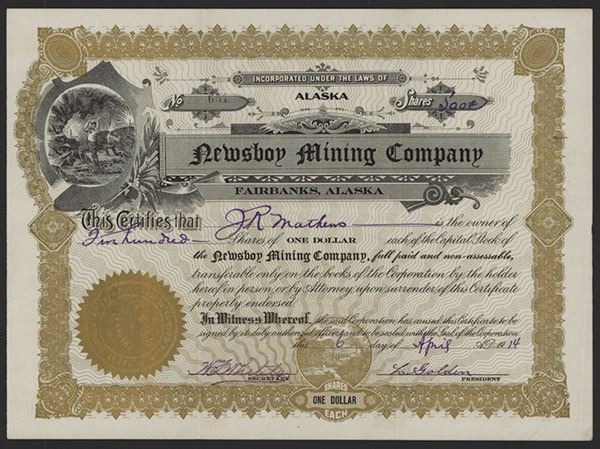 INCORPORATED UNDER THE LAWS OF
ALASKA
No
Shares
Newsboy Mining Company
FAIRBANKS, ALASKA
This Certifies that J R Mathews is the owner of
Five Hundred Shares of ONE DOLLAR each of the Capital Stock of
the Newsboy Mining Company, full paid and non-assessable,
transferable only on the books of the Corporation by the holder
hereof in person, or by Attorney, upon surrender of this Certificate
properly endorsed.
In Witness Whereof, the said Corporation has caused this Certificate to be
signed by its duly authorized officers and to be sealed with the Seal of the Corporation
this 6 day of April A.D. 1914
SECRETARY
L. Golden
PRESIDENT
SHARES
ONE DOLLAR
EACH